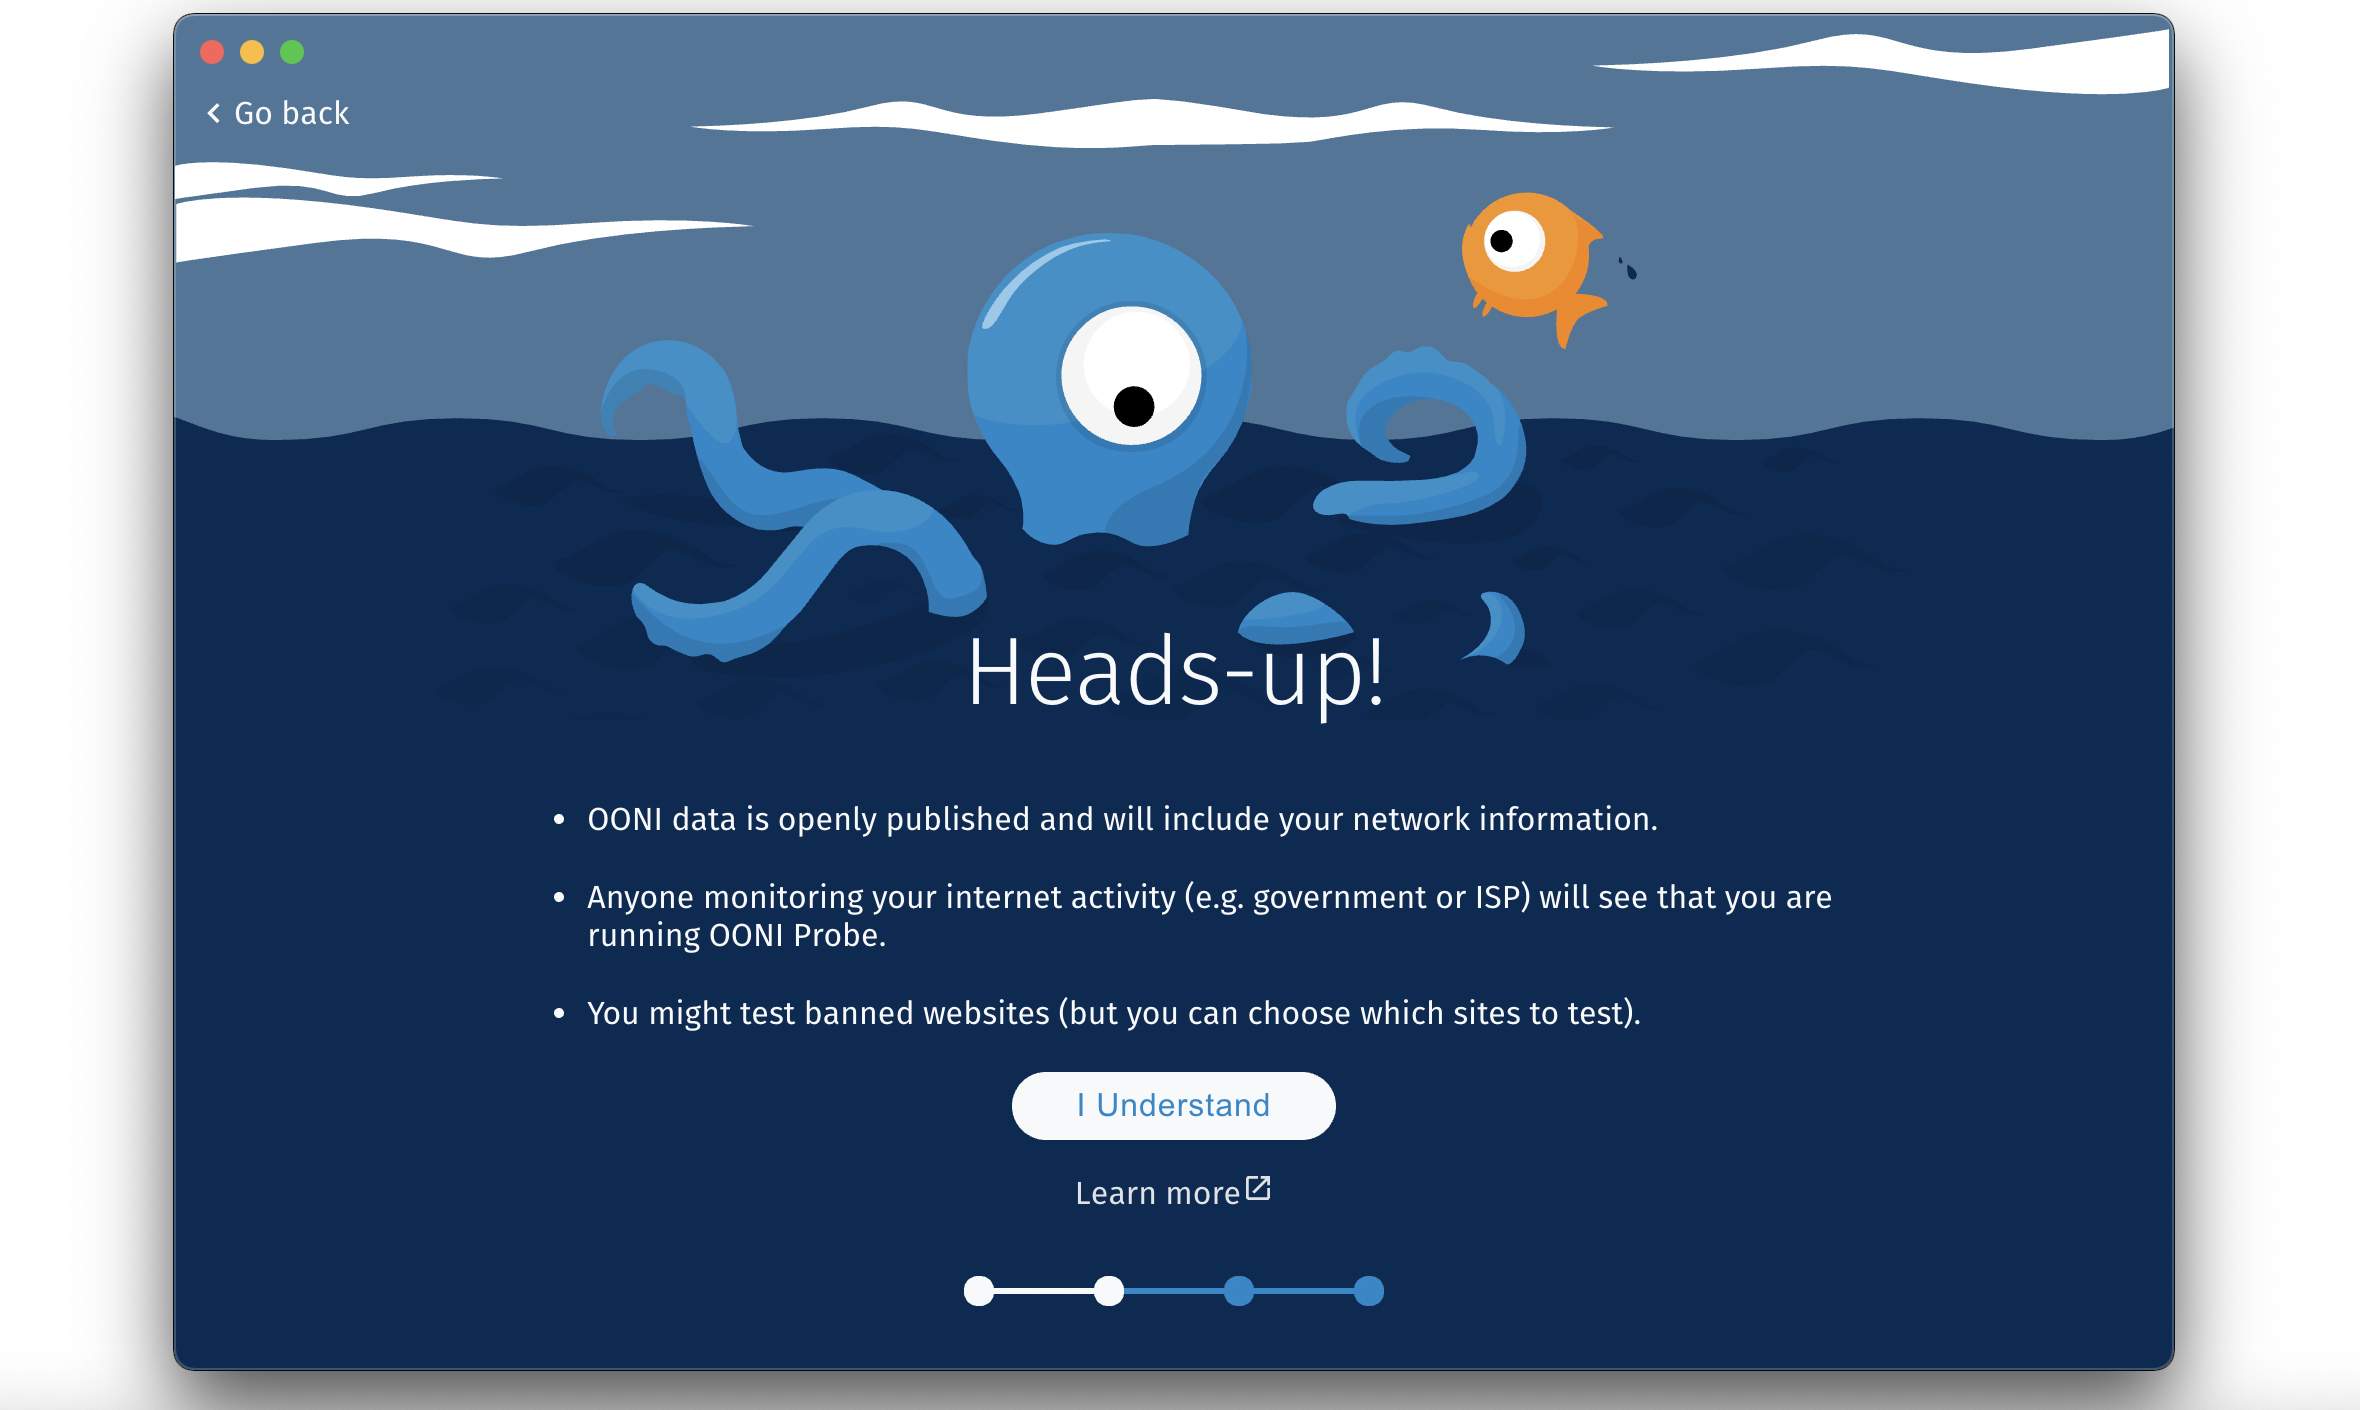 Go back
Heads-up!
• OONI data is openly published and will include your network information.
• Anyone monitoring your internet activity (e.g. government or ISP) will see that you are
running OONI Probe.
• You might test banned websites (but you can choose which sites to test).
I Understand
Learn more